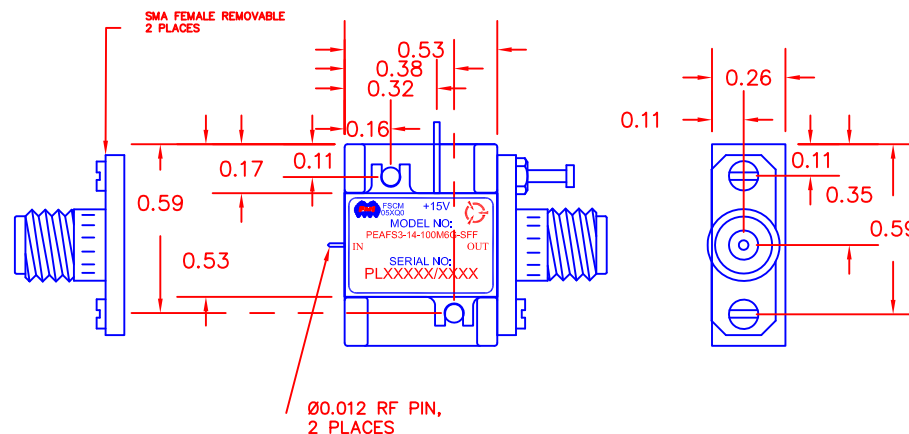 SMA FEMALE REMOVABLE
2 PLACES
0.53
0.38
0.32
0.16
0.26
0.11
0.11
0.17
0.11
0.35
0.59
0.59
0.53
FSCM
05XQ0
+15V
MODEL NO:
PEAFS3-14-100M6G-SFF
IN
OUT
SERIAL NO:
PLXXXXX/XXXX
Ø0.012 RF PIN,
2 PLACES